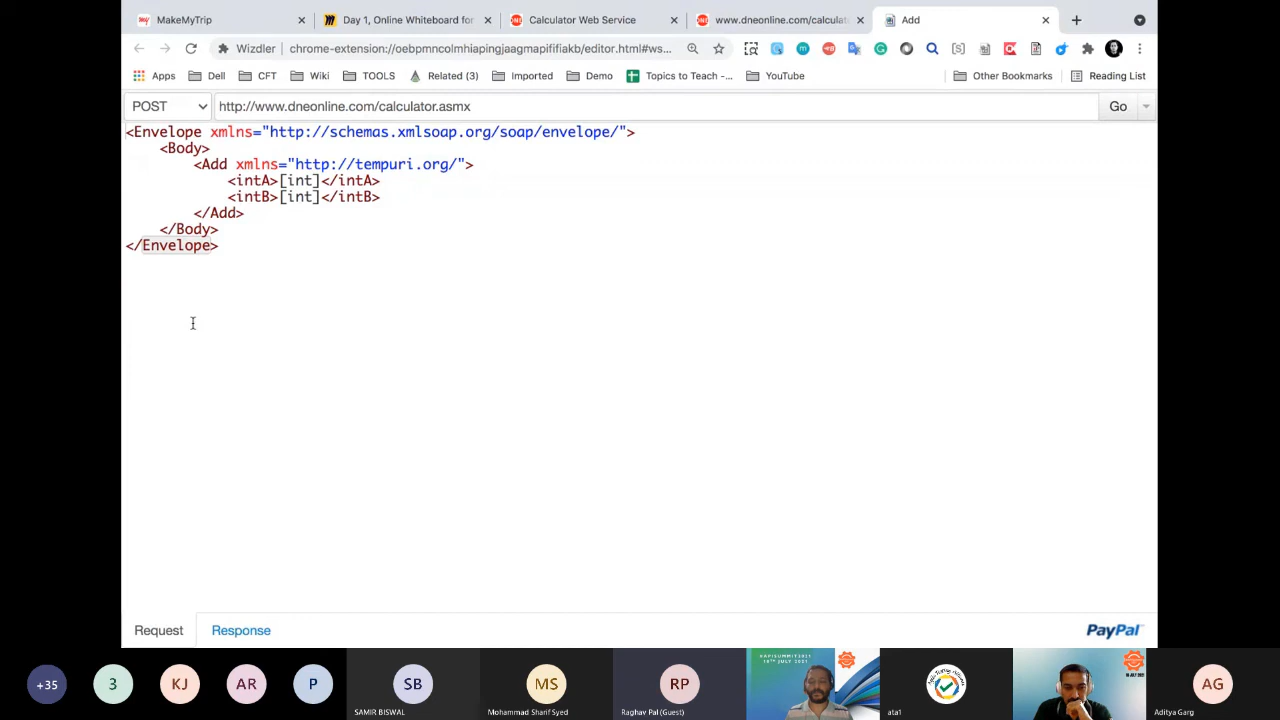 MakeMyTrip
Day 1, Online Whiteboard for
Calculator Web Service
www.dneonline.com/calculat
Add
Wizdler
chrome-extension://oebpmncolmhiapingjaagmapififiakb/editor.html#ws...
Apps
Dell
CFT
Wiki
TOOLS
Related (3)
Imported
Demo
Topics to Teach -...
YouTube
Other Bookmarks
Reading List
POST
http://www.dneonline.com/calculator.asmx
Go
<Envelope xmlns="http://schemas.xmlsoap.org/soap/envelope/">
<Body>
<Add xmlns="http://tempuri.org/">
<intA>[int]</intA>
<intB>[int]</intB>
</Add>
</Body>
</Envelope>
Request
Response
PayPal
+35
3
KJ
AR
P
SB
SAMIR BISWAL
MS
Mohammad Sharif Syed
RP
Raghav Pal (Guest)
#APISUMMIT2021
ata1
AG
Aditya Garg